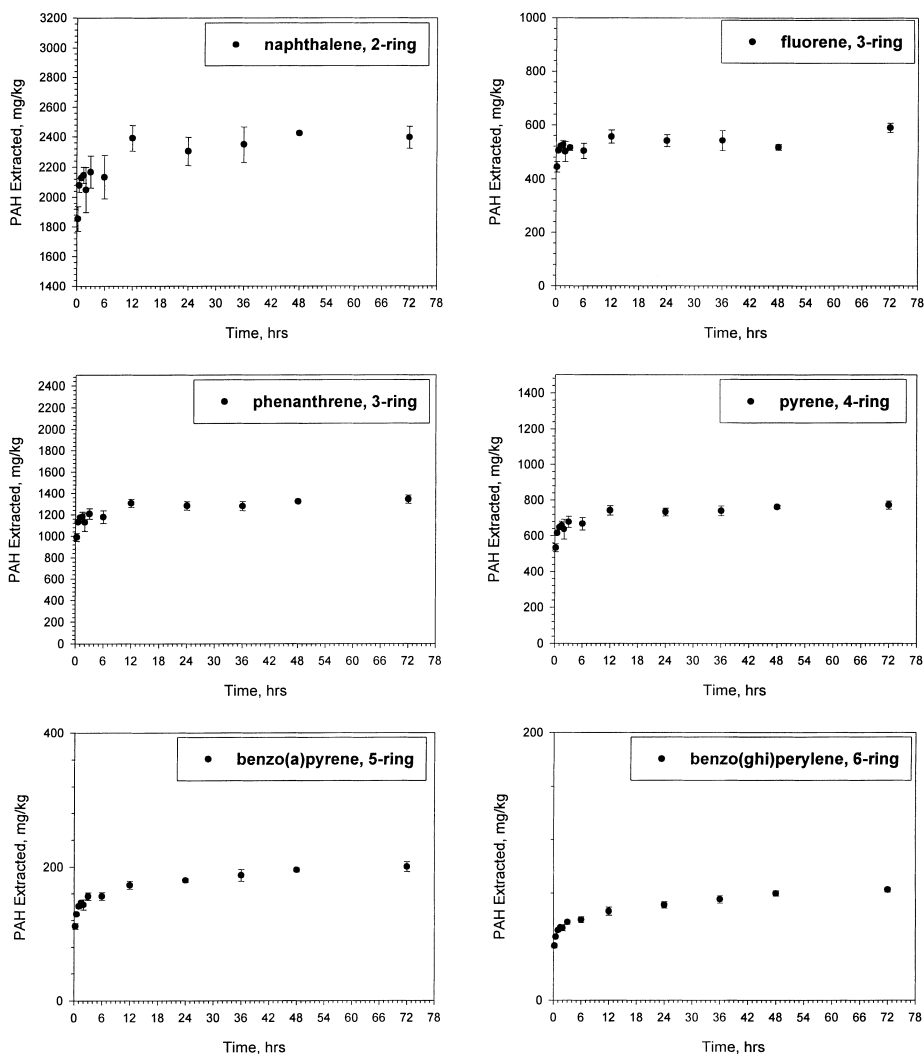 naphthalene, 2-ring
PAH Extracted, mg/kg
3200
3000
2800
2600
2400
2200
2000
1800
1600
1400
0 6 12 18 24 30 36 42 48 54 60 66 72 78
Time, hrs
fluorene, 3-ring
PAH Extracted, mg/kg
1000
800
600
400
200
0
0 6 12 18 24 30 36 42 48 54 60 66 72 78
Time, hrs
phenanthrene, 3-ring
PAH Extracted, mg/kg
2400
2200
2000
1800
1600
1400
1200
1000
800
600
400
200
0
0 6 12 18 24 30 36 42 48 54 60 66 72 78
Time, hrs
pyrene, 4-ring
PAH Extracted, mg/kg
1400
1200
1000
800
600
400
200
0
0 6 12 18 24 30 36 42 48 54 60 66 72 78
Time, hrs
benzo(a)pyrene, 5-ring
PAH Extracted, mg/kg
400
200
0
0 6 12 18 24 30 36 42 48 54 60 66 72 78
Time, hrs
benzo(ghi)perylene, 6-ring
PAH Extracted, mg/kg
200
0
0 6 12 18 24 30 36 42 48 54 60 66 72 78
Time, hrs